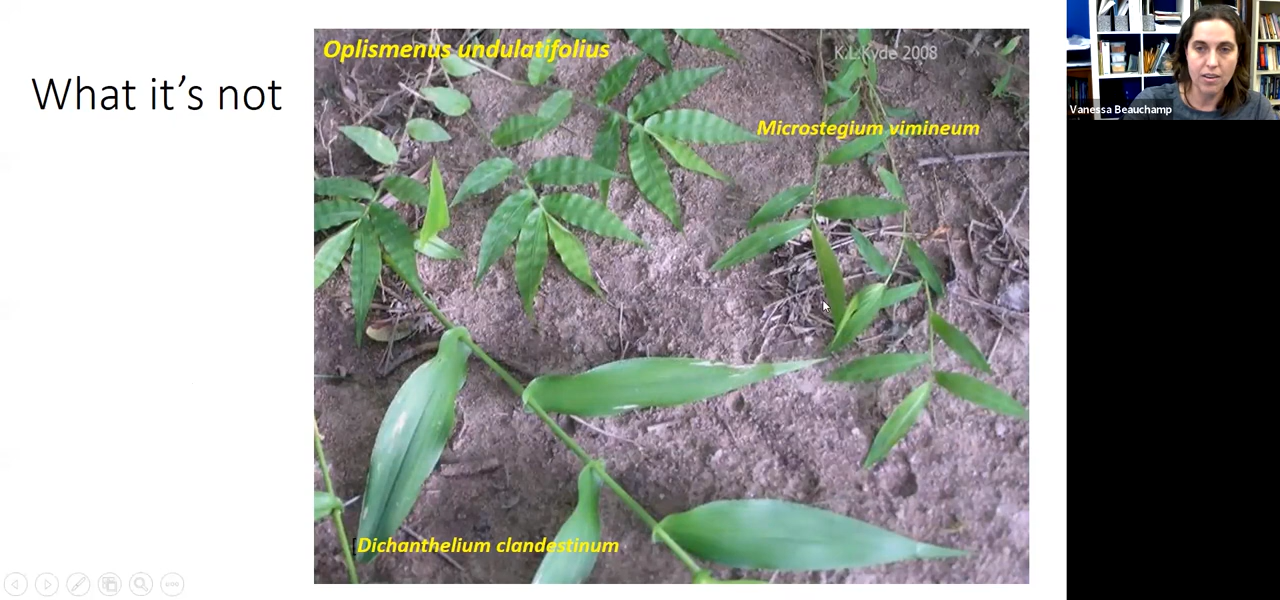 What it's not
Oplismenus undulatifolius
K.L.Kyde 2008
Microstegium vimineum
Dichanthelium clandestinum
Vanessa Beauchamp